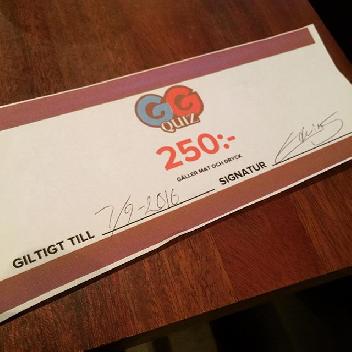 GG
QUIZ
250:-
GÄLLER MAT OCH DRYCK
GILTIGT TILL 7/9-2016 SIGNATUR